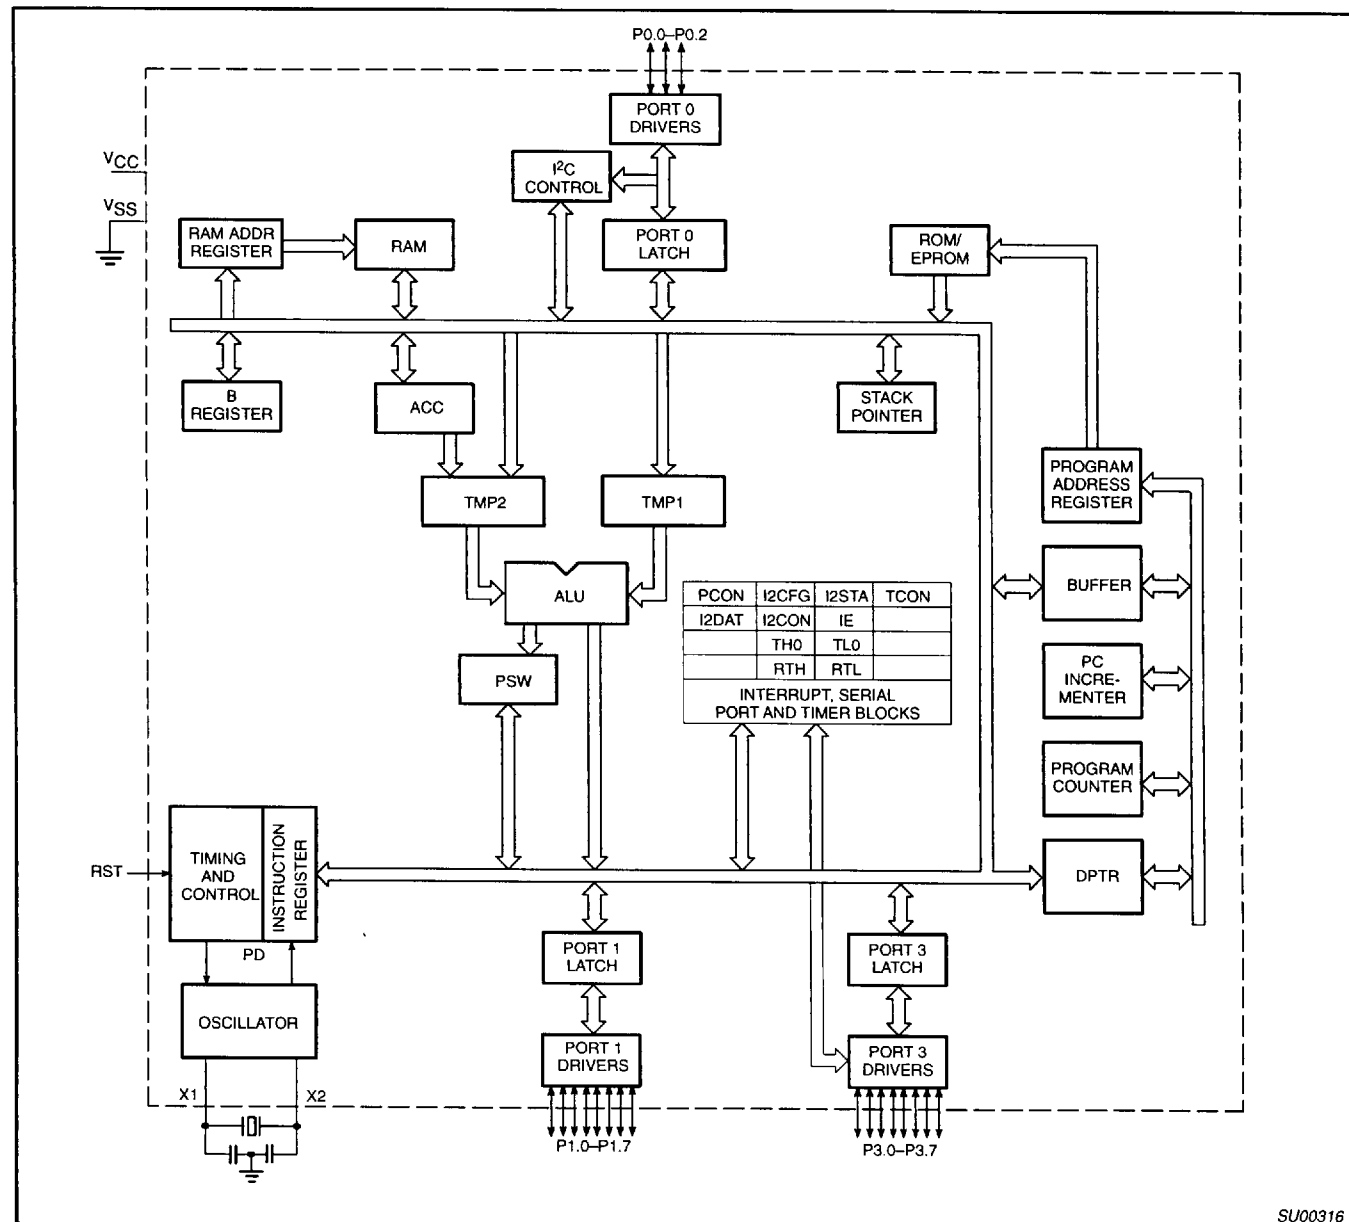 P0.0–P0.2
PORT 0
DRIVERS
VCC
I²C
CONTROL
VSS
RAM ADDR
REGISTER
RAM
PORT 0
LATCH
ROM/
EPROM
B
REGISTER
ACC
STACK
POINTER
TMP2
TMP1
PROGRAM
ADDRESS
REGISTER
ALU
BUFFER
PCON I2CFG I2STA TCON
I2DAT I2CON IE
TH0 TL0
RTH RTL
INTERRUPT, SERIAL
PORT AND TIMER BLOCKS
PSW
PC
INCRE-
MENTER
PROGRAM
COUNTER
RST
TIMING
AND
CONTROL
INSTRUCTION
REGISTER
DPTR
PD
OSCILLATOR
PORT 1
LATCH
PORT 3
LATCH
PORT 1
DRIVERS
PORT 3
DRIVERS
X1
X2
P1.0–P1.7
P3.0–P3.7
SU00316